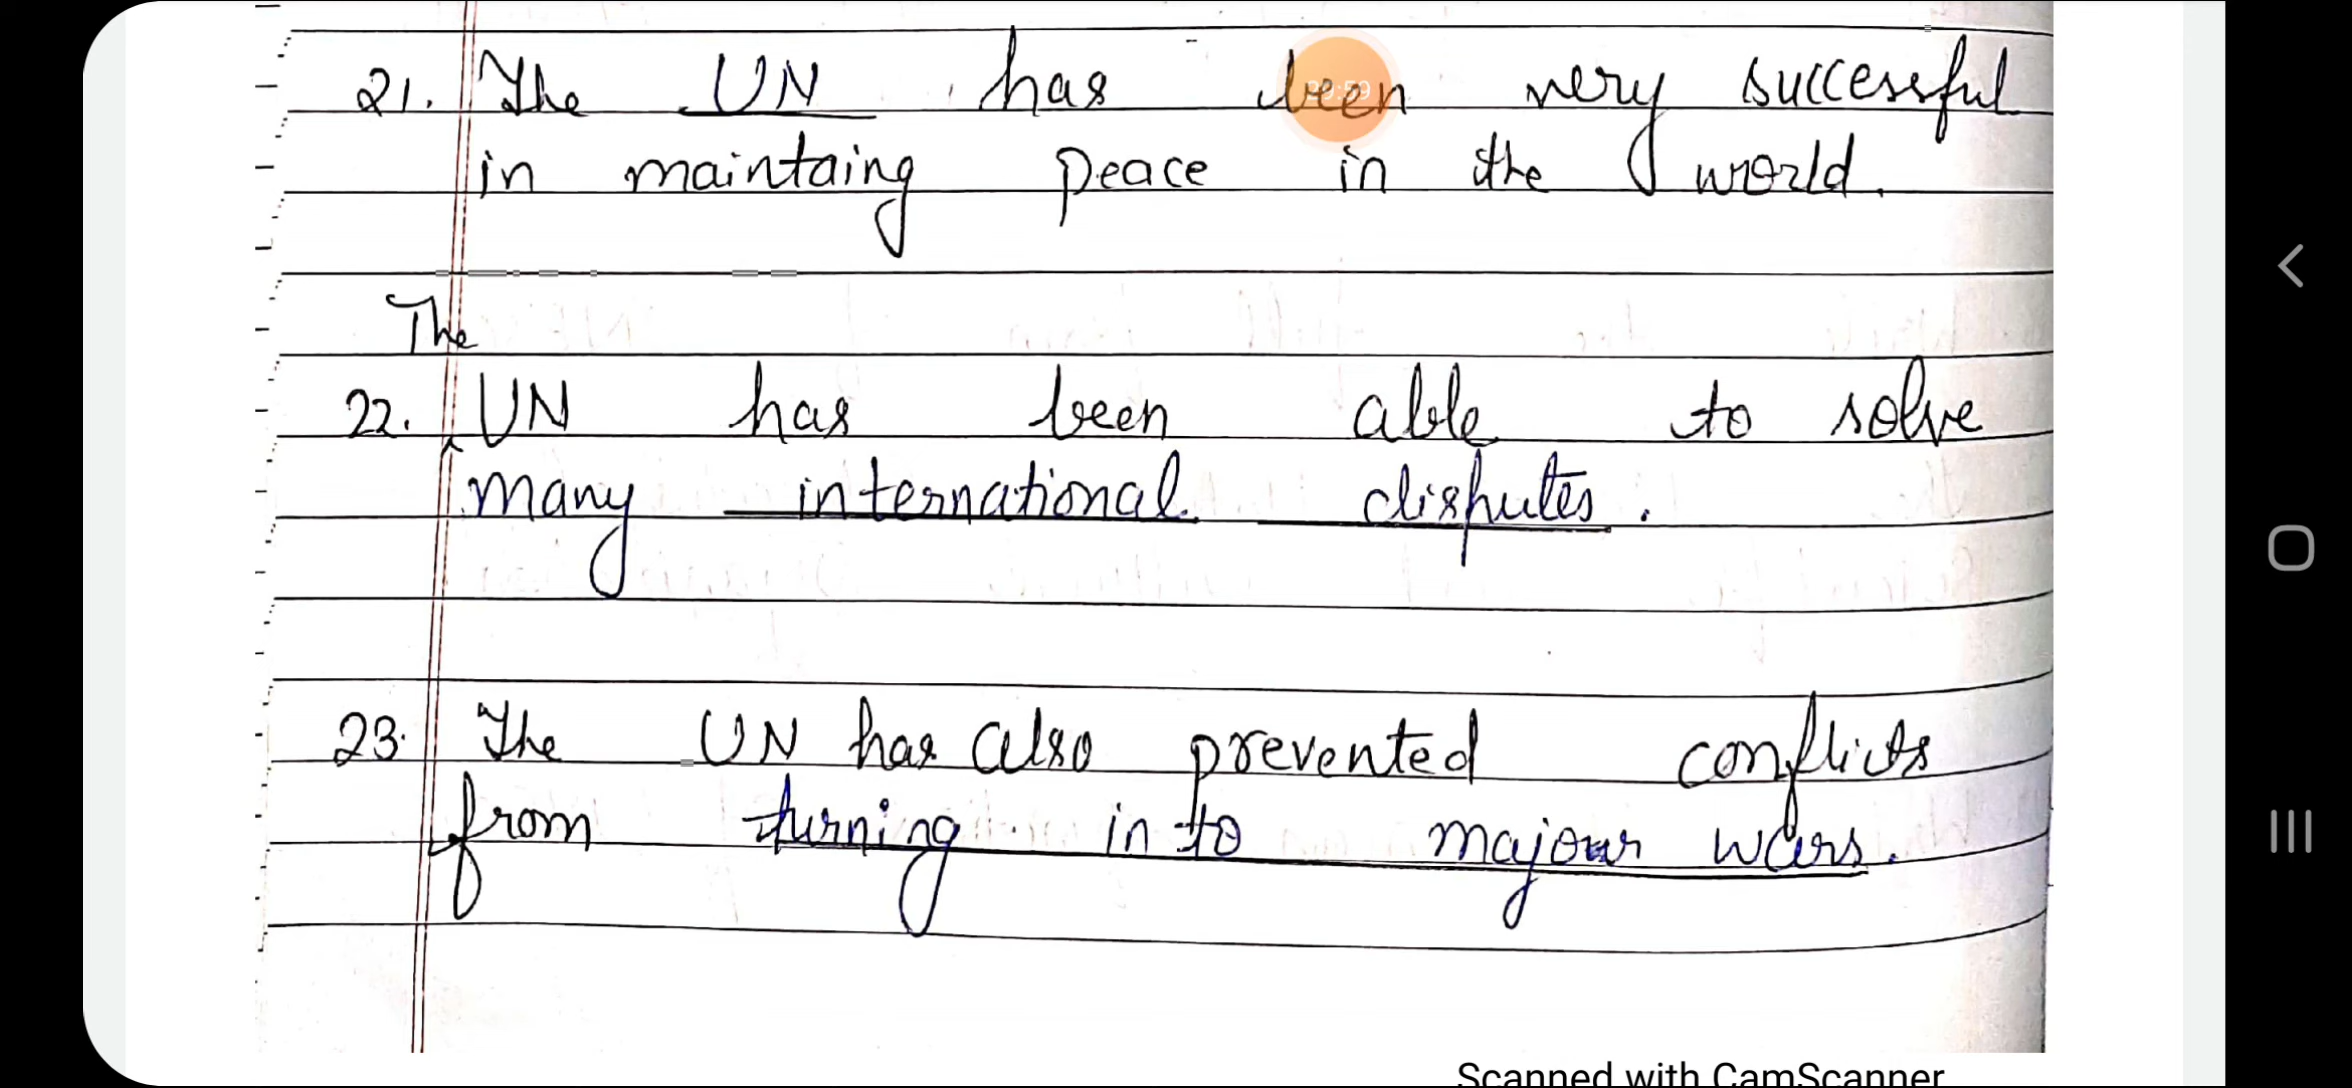 21. The UN has been very successful
in maintaing peace in the world.
The
22. UN has been able to solve
many international disputes.
23. The UN has also prevented conflicts
from turning in to majour wars.
Scanned with CamScanner